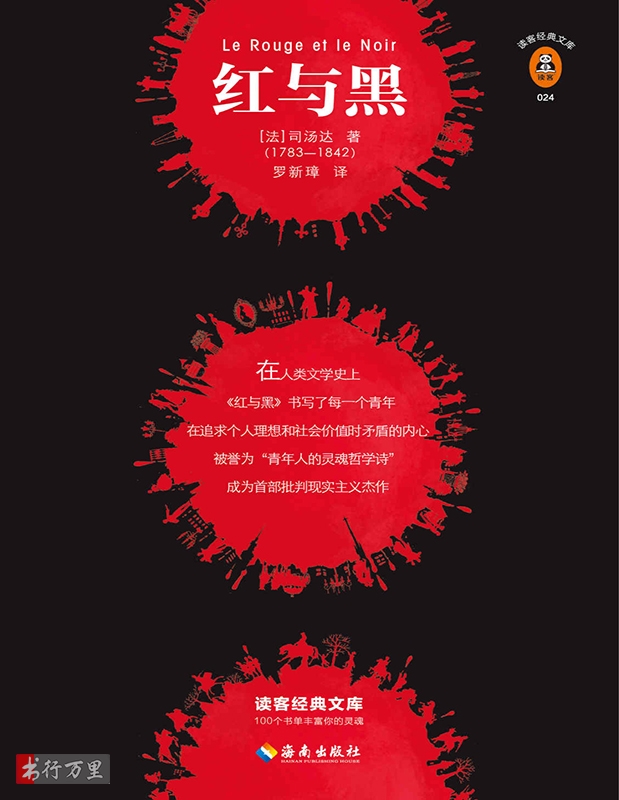 Le Rouge et le Noir
红与黑
[法]司汤达 著
(1783—1842)
罗新璋 译
读客经典文库
读客
024
在人类文学史上
《红与黑》书写了每一个青年
在追求个人理想和社会价值时矛盾的内心
被誉为“青年人的灵魂哲学诗”
成为首部批判现实主义杰作
读客经典文库
100个书单丰富你的灵魂
海南出版社
HAINAN PUBLISHING HOUSE
书行万里